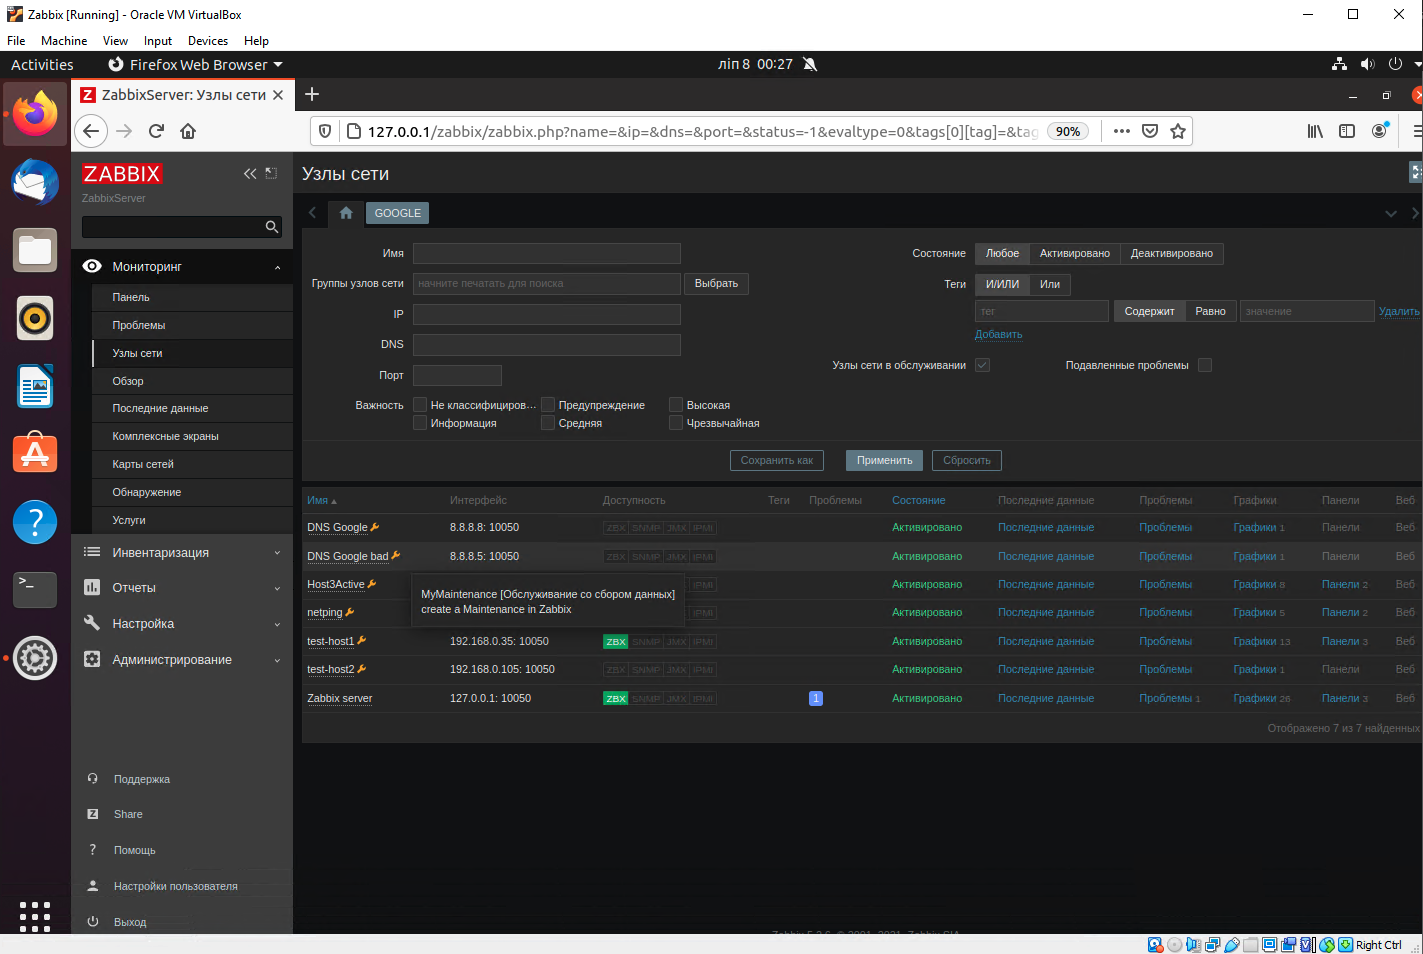 Zabbix [Running] - Oracle VM VirtualBox
File Machine View Input Devices Help
Activities Firefox Web Browser ліп 8 00:27
ZabbixServer: Узлы сети
127.0.0.1/zabbix/zabbix.php?name=&ip=&dns=&port=&status=-1&evaltype=0&tags[0][tag]=&tag 90%
ZABBIX
ZabbixServer
Мониторинг
Панель
Проблемы
Узлы сети
Обзор
Последние данные
Комплексные экраны
Карты сетей
Обнаружение
Услуги
Инвентаризация
Отчеты
Настройка
Администрирование
Поддержка
Share
Помощь
Настройки пользователя
Выход
Узлы сети
GOOGLE
Имя
Группы узлов сети начните печатать для поиска Выбрать
IP
DNS
Порт
Важность Не классифициров... Предупреждение Высокая
Информация Средняя Чрезвычайная
Состояние Любое Активировано Деактивировано
Теги И/ИЛИ Или
тег Содержит Равно значение Удалить
Добавить
Узлы сети в обслуживании Подавленные проблемы
Сохранить как Применить Сбросить
Имя Интерфейс Доступность Теги Проблемы Состояние Последние данные Проблемы Графики Панели Веб
DNS Google 8.8.8.8: 10050 ZBX SNMP JMX IPMI Активировано Последние данные Проблемы Графики 1 Панели Веб
DNS Google bad 8.8.8.5: 10050 ZBX SNMP JMX IPMI Активировано Последние данные Проблемы Графики 1 Панели Веб
Host3Active IPMI Активировано Последние данные Проблемы Графики 8 Панели 2 Веб
MyMaintenance [Обслуживание со сбором данных]
create a Maintenance in Zabbix
netping IPMI Активировано Последние данные Проблемы Графики 5 Панели 2 Веб
test-host1 192.168.0.35: 10050 ZBX SNMP JMX IPMI Активировано Последние данные Проблемы Графики 13 Панели 3 Веб
test-host2 192.168.0.105: 10050 ZBX SNMP JMX IPMI Активировано Последние данные Проблемы Графики 1 Панели Веб
Zabbix server 127.0.0.1: 10050 ZBX SNMP JMX IPMI 1 Активировано Последние данные Проблемы 1 Графики 26 Панели 3 Веб
Отображено 7 из 7 найденных
Right Ctrl